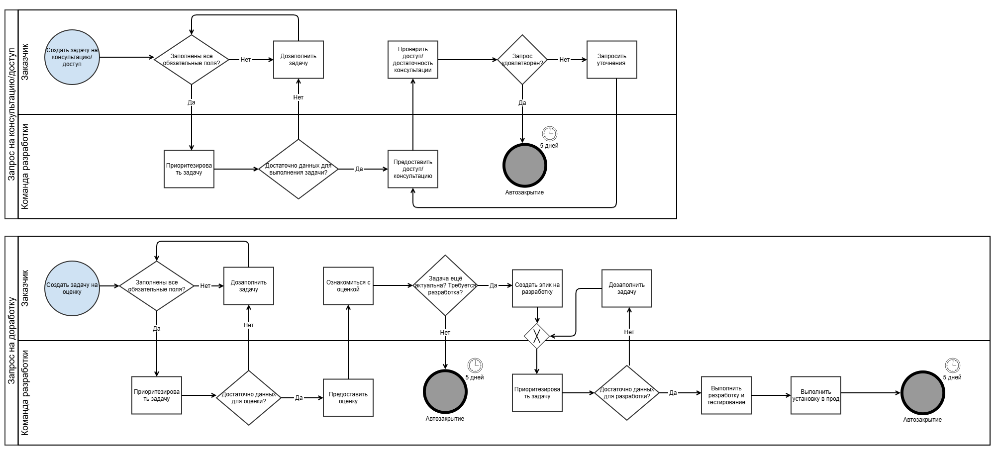 Запрос на консультацию/доступ
Заказчик
Создать задачу на
консультацию/
доступ
Заполнены все
обязательные поля?
Нет
Дозаполнить
задачу
Проверить
доступ/
достаточность
консультации
Запрос
удовлетворен?
Нет
Запросить
уточнения
Да
Нет
Да
Команда разработки
Приоритезирова
ть задачу
Достаточно данных для
выполнения задачи?
Да
Предоставить
доступ/
консультацию
5 дней
Автозакрытие
Запрос на доработку
Заказчик
Создать задачу на
оценку
Заполнены все
обязательные поля?
Нет
Дозаполнить
задачу
Ознакомиться с
оценкой
Задача ещё
актуальна? Требуется
разработка?
Да
Создать эпик на
разработку
Дозаполнить
задачу
Да
Нет
Нет
Нет
Команда разработки
Приоритезирова
ть задачу
Достаточно данных
для оценки?
Да
Предоставить
оценку
5 дней
Автозакрытие
Приоритезирова
ть задачу
Достаточно данных
для разработки?
Да
Выполнить
разработку и
тестирование
Выполнить
установку в прод
5 дней
Автозакрытие